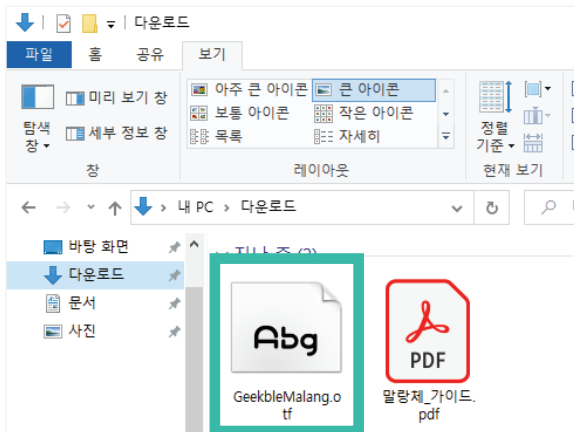 다운로드
파일 홈 공유 보기
미리 보기 창
세부 정보 창
탐색
창
아주 큰 아이콘 큰 아이콘
보통 아이콘 작은 아이콘
목록 자세히
정렬
기준
창 레이아웃 현재 보기
내 PC > 다운로드
바탕 화면
다운로드
문서
사진
지난 주 (2)
Abg
GeekbleMalang.o
tf
PDF
말랑체_가이드.
pdf